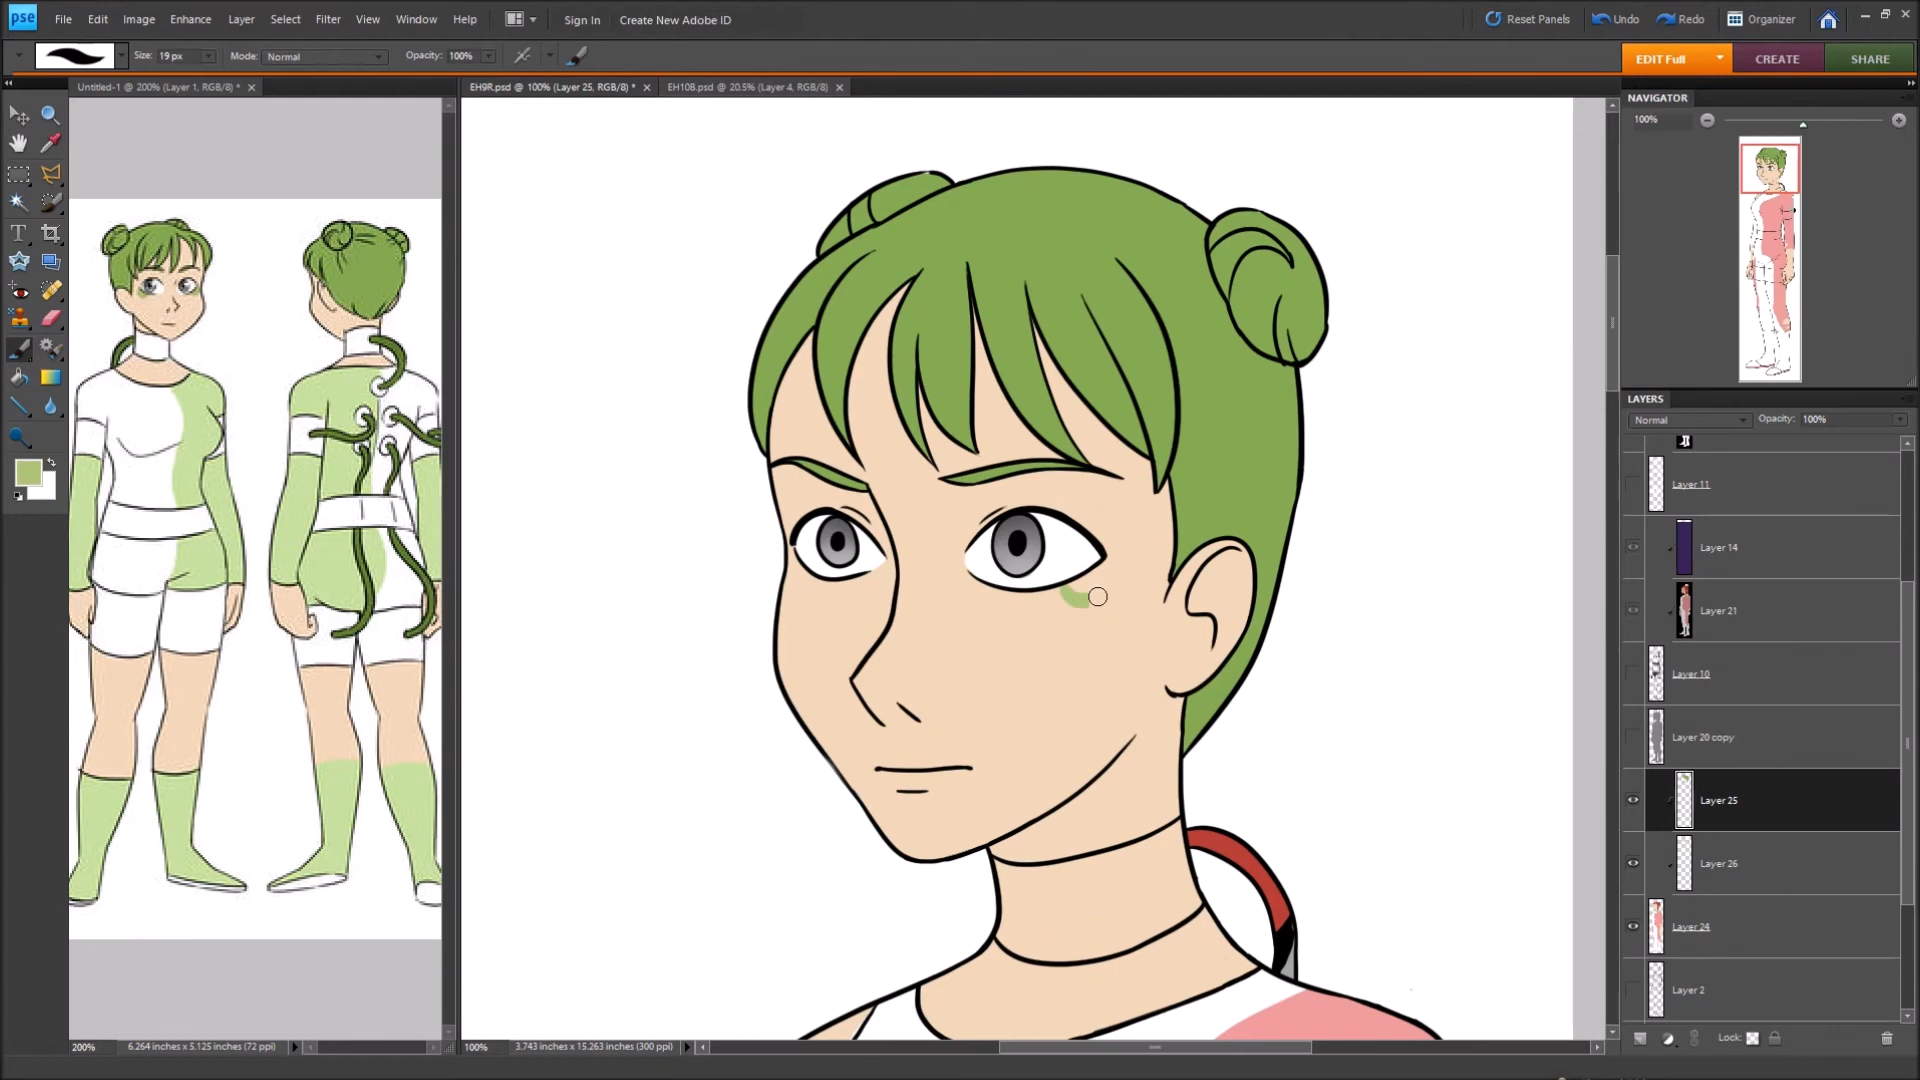 pse File Edit Image Enhance Layer Select Filter View Window Help Sign In Create New Adobe ID Reset Panels Undo Redo Organizer
Size: 19 px Mode: Normal Opacity: 100% EDIT Full CREATE SHARE
Untitled-1 @ 200% (Layer 1, RGB/8) * EH9R.psd @ 100% (Layer 25, RGB/8) * EH10B.psd @ 20.5% (Layer 4, RGB/8)
NAVIGATOR
100%
T
LAYERS
Normal Opacity: 100%
Layer 11
Layer 14
Layer 21
Layer 10
Layer 20 copy
Layer 25
Layer 26
Layer 24
Layer 2
Lock:
200% 6.264 inches x 5.125 inches (72 ppi) 100% 3.743 inches x 15.263 inches (300 ppi)